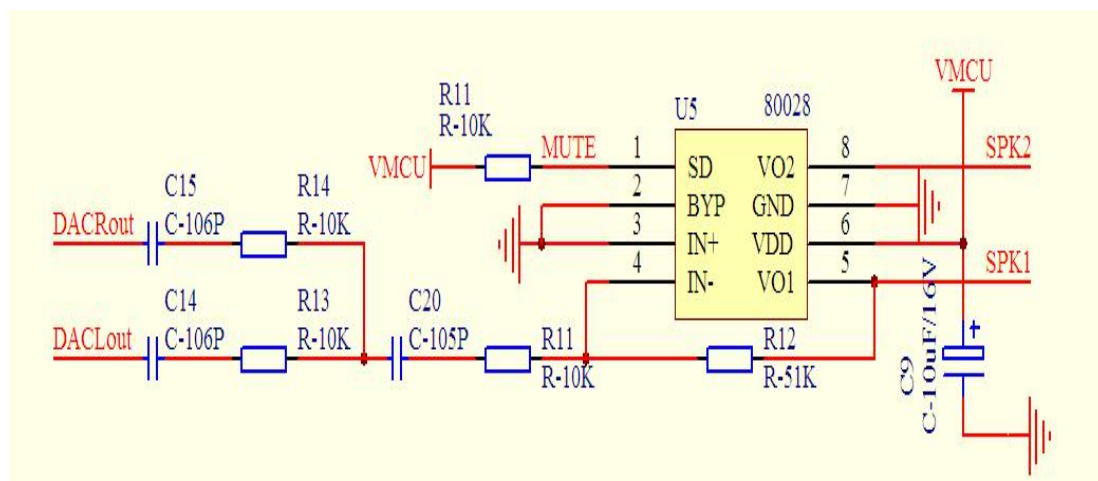 VMCU
R11
R-10K
U5
80028
VMCU
MUTE
1
SD
VO2
8
SPK2
C15
C-106P
R14
R-10K
2
BYP
GND
7
DACRout
3
IN+
VDD
6
4
IN-
VO1
5
SPK1
C14
C-106P
R13
R-10K
C20
C-105P
DACLout
R11
R-10K
R12
R-51K
C9
C-10uF/16V
+